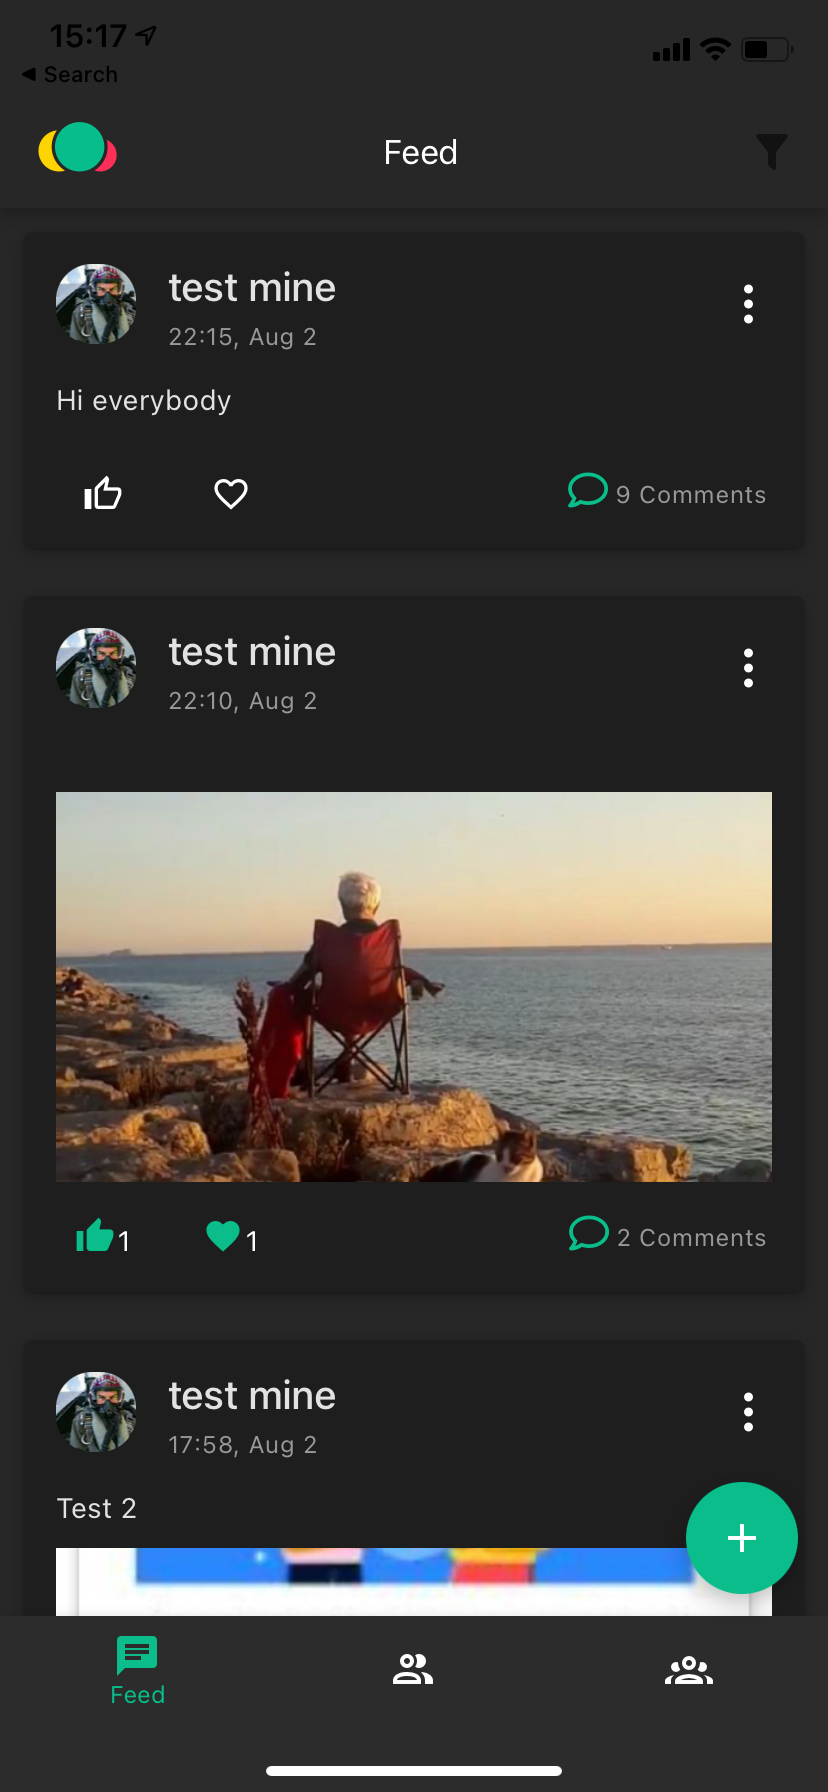 15:17
Search
Feed
test mine
22:15, Aug 2
Hi everybody
9 Comments
test mine
22:10, Aug 2
1 1 2 Comments
test mine
17:58, Aug 2
Test 2
Feed